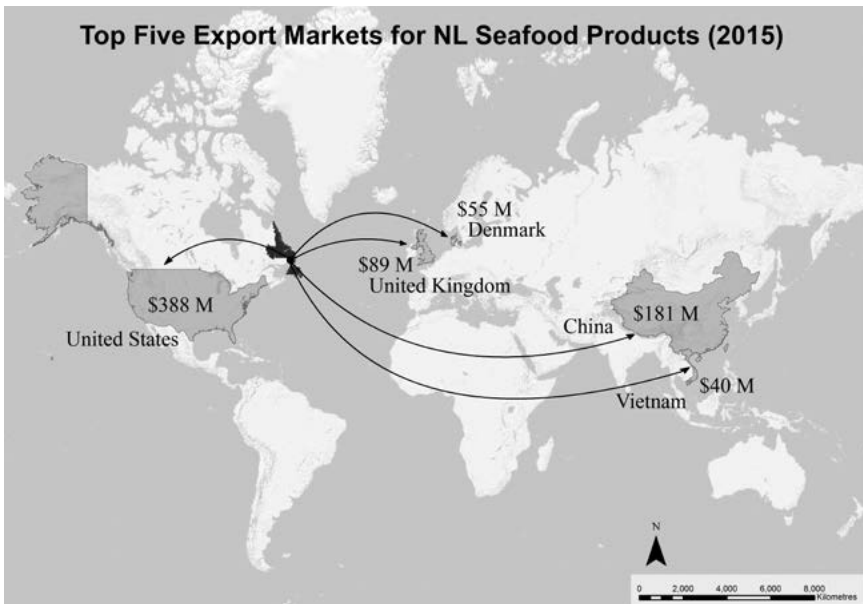 Top Five Export Markets for NL Seafood Products (2015)
$55 M
Denmark
$89 M
United Kingdom
$388 M
United States
China
$181 M
$40 M
Vietnam
N
0 2,000 4,000 6,000 8,000
Kilometres